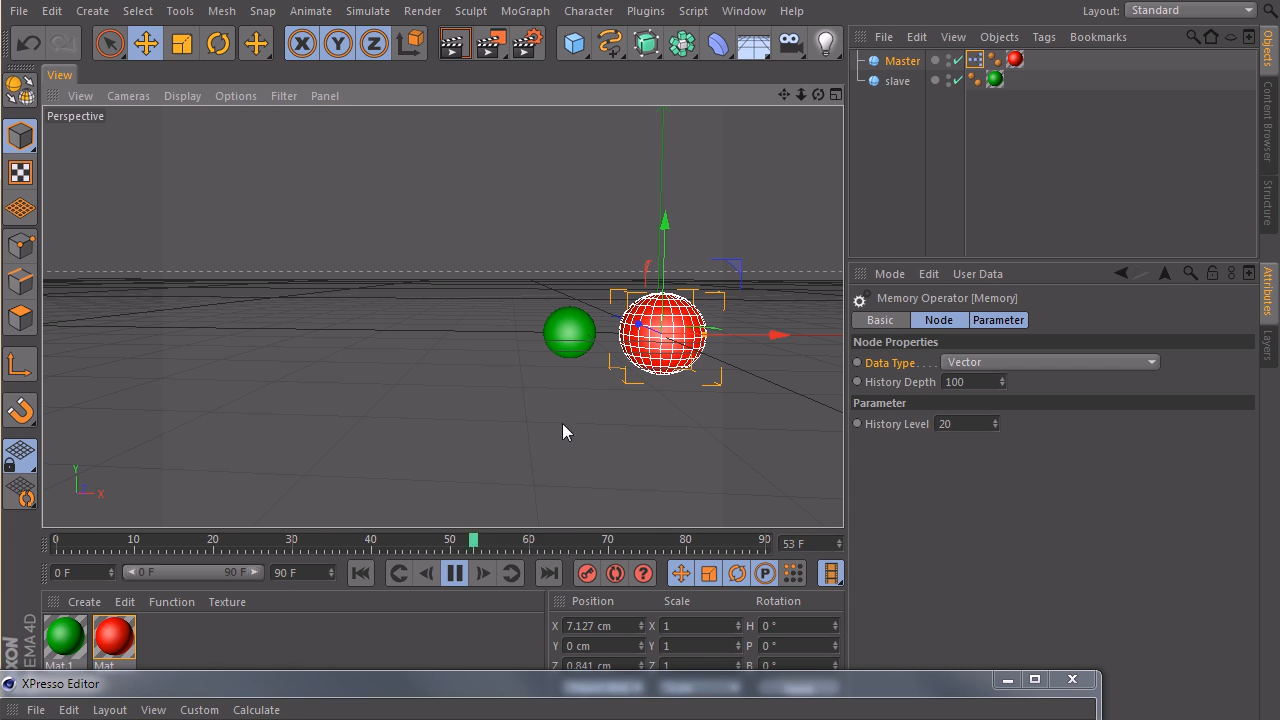 File Edit Create Select Tools Mesh Snap Animate Simulate Render Sculpt MoGraph Character Plugins Script Window Help
Layout: Standard
X Y Z
View
View Cameras Display Options Filter Panel
Perspective
Y
X
0 10 20 30 40 50 60 70 80 90
53 F
0 F
0 F 90 F
90 F
Create Edit Function Texture
Mat.1
Mat
Position Scale Rotation
X 7.127 cm X 1 H 0 °
Y 0 cm Y 1 P 0 °
Z 0.841 cm Z 1 B 0 °
File Edit View Objects Tags Bookmarks
Master
slave
Objects
Content Browser
Structure
Mode Edit User Data
Memory Operator [Memory]
Basic Node Parameter
Node Properties
Data Type . . . . Vector
History Depth 100
Parameter
History Level 20
Attributes
Layers
XON
EMA 4D
XPresso Editor
File Edit Layout View Custom Calculate